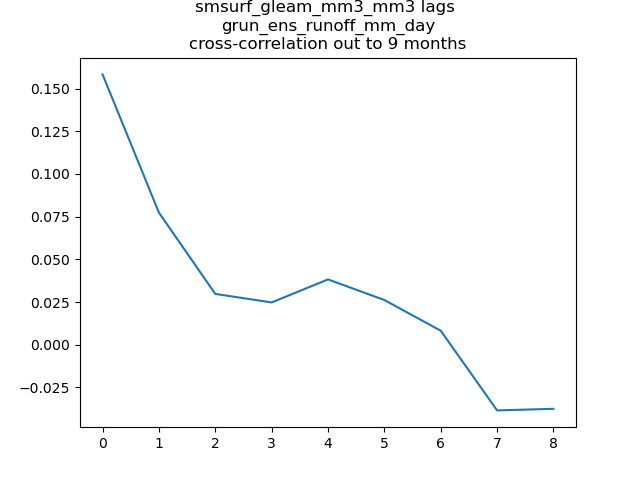 smsurf_gleam_mm3_mm3 lags
grun_ens_runoff_mm_day
cross-correlation out to 9 months
0.150
0.125
0.100
0.075
0.050
0.025
0.000
−0.025
0 1 2 3 4 5 6 7 8